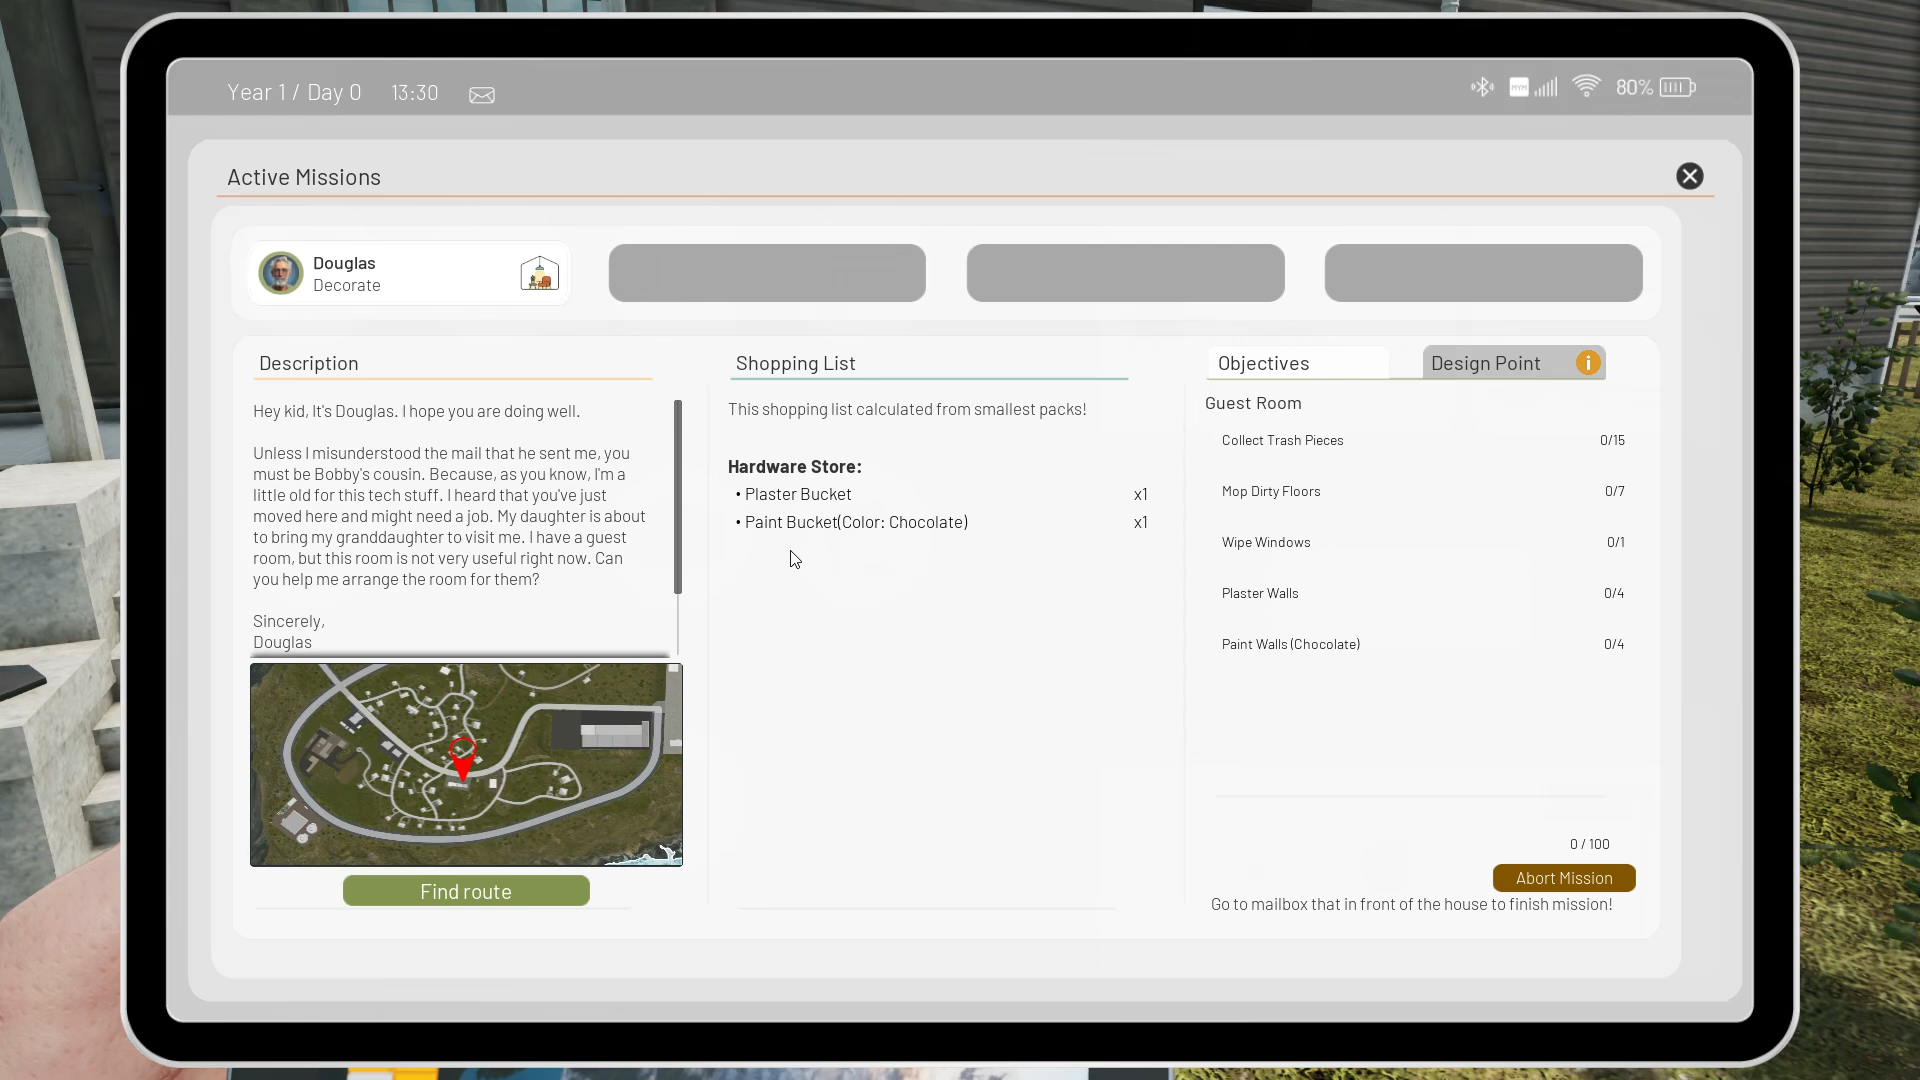 Year 1 / Day 0 13:30 80%
Active Missions
Douglas
Decorate
Description
Hey kid, It's Douglas. I hope you are doing well.
Unless I misunderstood the mail that he sent me, you
must be Bobby's cousin. Because, as you know, I'm a
little old for this tech stuff. I heard that you've just
moved here and might need a job. My daughter is about
to bring my granddaughter to visit me. I have a guest
room, but this room is not very useful right now. Can
you help me arrange the room for them?
Sincerely,
Douglas
Find route
Shopping List
This shopping list calculated from smallest packs!
Hardware Store:
• Plaster Bucket x1
• Paint Bucket(Color: Chocolate) x1
Objectives
Design Point i
Guest Room
Collect Trash Pieces 0/15
Mop Dirty Floors 0/7
Wipe Windows 0/1
Plaster Walls 0/4
Paint Walls (Chocolate) 0/4
0 / 100
Abort Mission
Go to mailbox that in front of the house to finish mission!